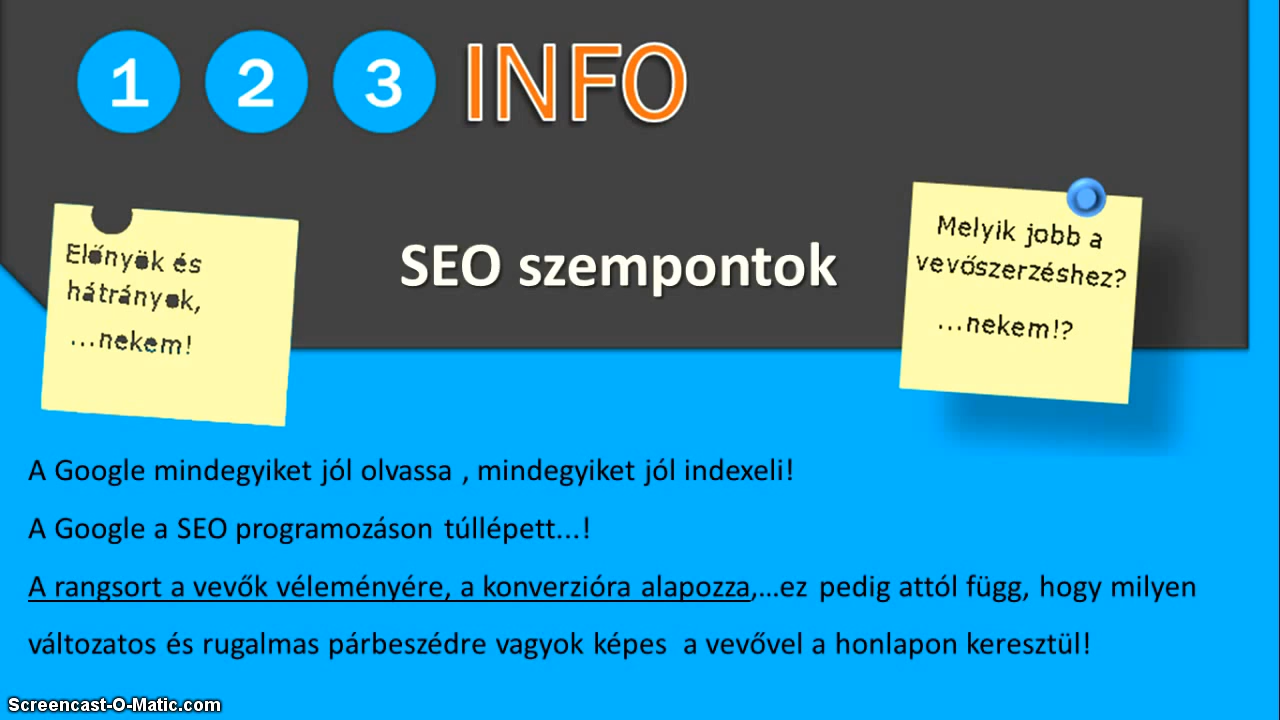 1 2 3 INFO
Előnyök és
hátrányok,
...nekem!
SEO szempontok
Melyik jobb a
vevőszerzéshez?
...nekem!?
A Google mindegyiket jól olvassa , mindegyiket jól indexeli!
A Google a SEO programozáson túllépett...!
A rangsort a vevők véleményére, a konverzióra alapozza,...ez pedig attól függ, hogy milyen
változatos és rugalmas párbeszédre vagyok képes a vevővel a honlapon keresztül!
Screencast-O-Matic.com